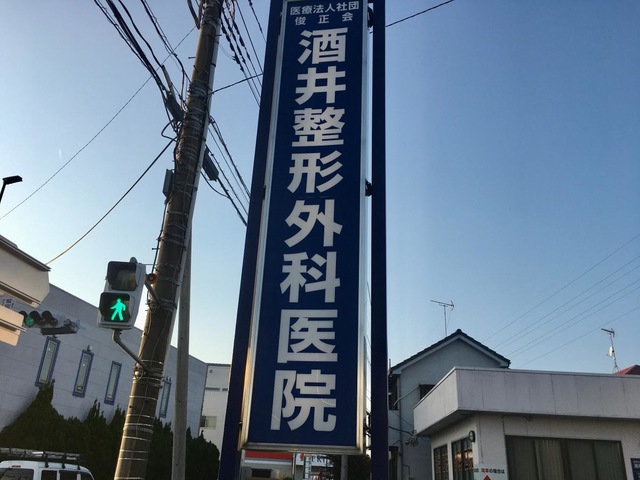 医療法人社団
俊正会
酒井整形外科医院